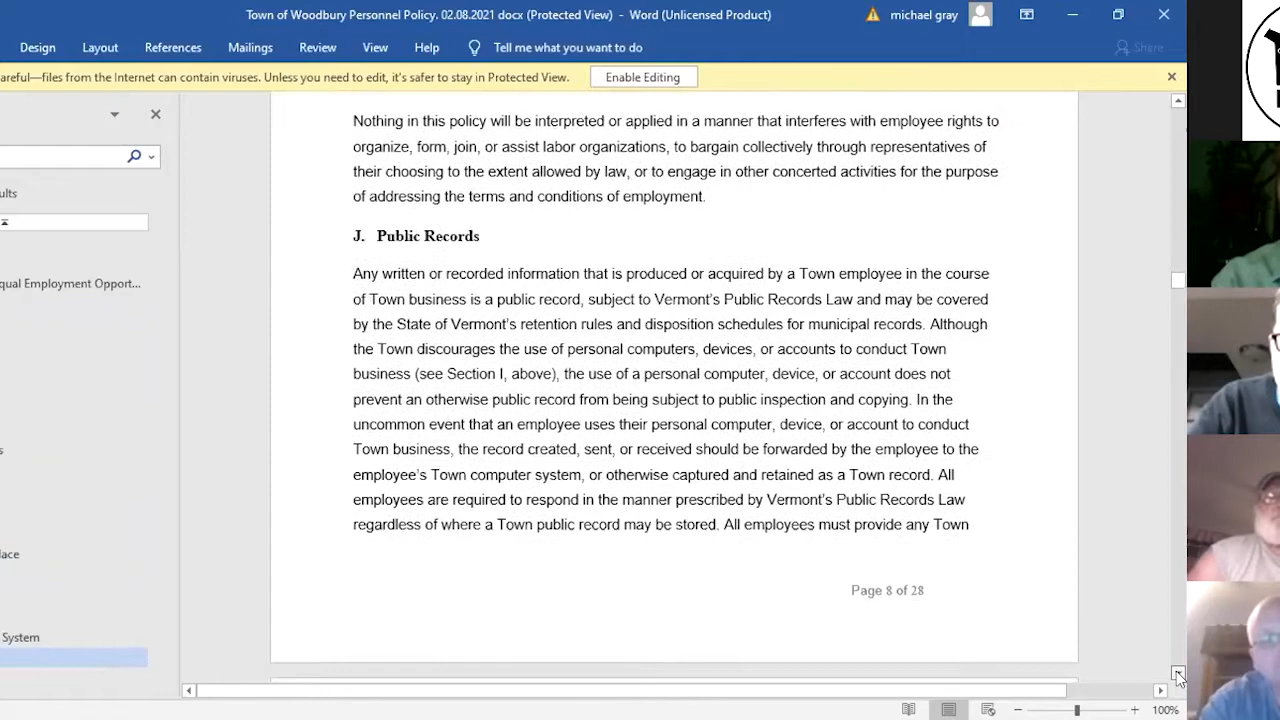 Town of Woodbury Personnel Policy. 02.08.2021 docx (Protected View) - Word (Unlicensed Product)
michael gray
Design Layout References Mailings Review View Help Tell me what you want to do Share
areful—files from the Internet can contain viruses. Unless you need to edit, it's safer to stay in Protected View. Enable Editing
ults
qual Employment Opport...
s
lace
System
Nothing in this policy will be interpreted or applied in a manner that interferes with employee rights to
organize, form, join, or assist labor organizations, to bargain collectively through representatives of
their choosing to the extent allowed by law, or to engage in other concerted activities for the purpose
of addressing the terms and conditions of employment.
J. Public Records
Any written or recorded information that is produced or acquired by a Town employee in the course
of Town business is a public record, subject to Vermont's Public Records Law and may be covered
by the State of Vermont's retention rules and disposition schedules for municipal records. Although
the Town discourages the use of personal computers, devices, or accounts to conduct Town
business (see Section I, above), the use of a personal computer, device, or account does not
prevent an otherwise public record from being subject to public inspection and copying. In the
uncommon event that an employee uses their personal computer, device, or account to conduct
Town business, the record created, sent, or received should be forwarded by the employee to the
employee's Town computer system, or otherwise captured and retained as a Town record. All
employees are required to respond in the manner prescribed by Vermont's Public Records Law
regardless of where a Town public record may be stored. All employees must provide any Town
Page 8 of 28
100%